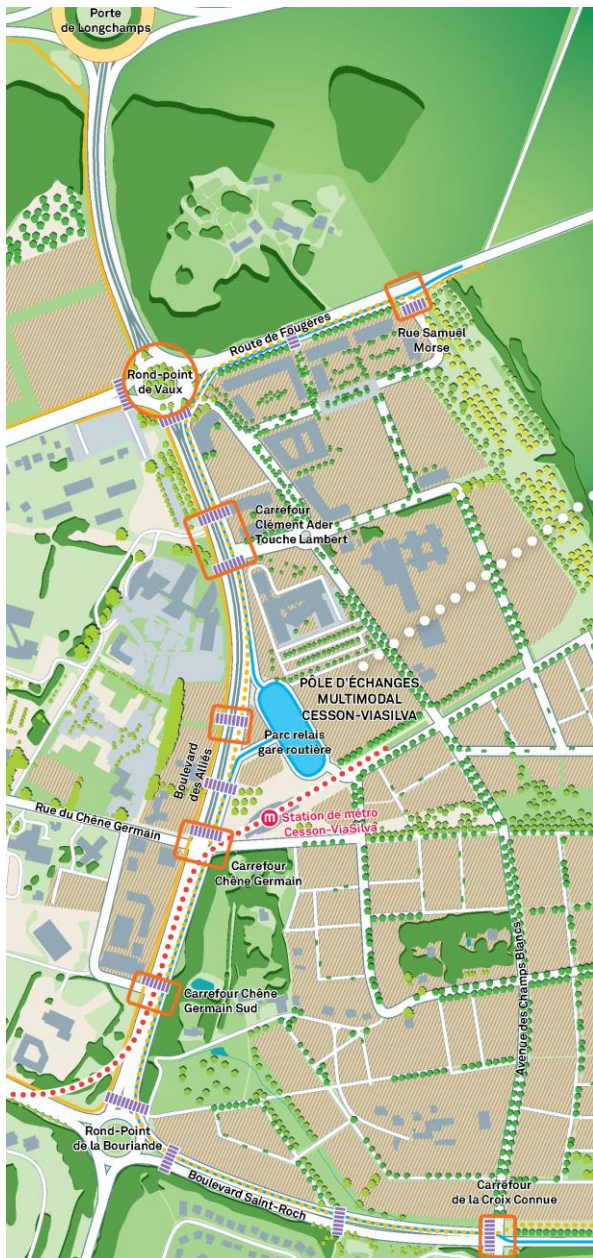 Porte
de Longchamps
Route de Fougères
Rue Samuel
Morse
Rond-point
de Vaux
Carrefour
Clément Ader
Touche Lambert
PÔLE D'ÉCHANGES
MULTIMODAL
CESSON-VIASILVA
Parc relais
gare routière
Boulevard
des Alliés
m Station de métro
Cesson-ViaSilva
Rue du Chêne Germain
Carrefour
Chêne Germain
Avenue des Champs Blancs
Carrefour Chêne
Germain Sud
Rond-Point
de la Bouriande
Boulevard Saint-Roch
Carrefour
de la Croix Connue